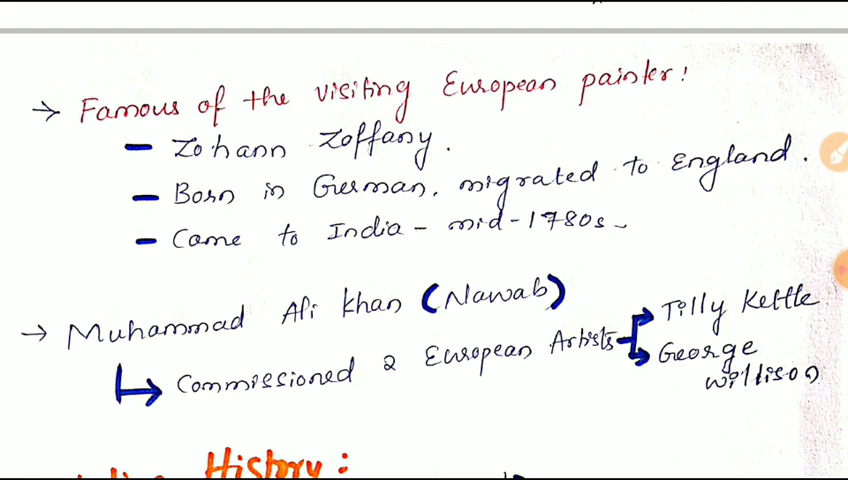 → Famous of the visiting European painter:
– Zohann Zoffany.
– Born in German, migrated to England.
– Came to India – mid-1780s
→ Muhammad Ali Khan (Nawab)
↳ Commissioned 2 European Artists
Tilly Kettle
George
Willison
History: